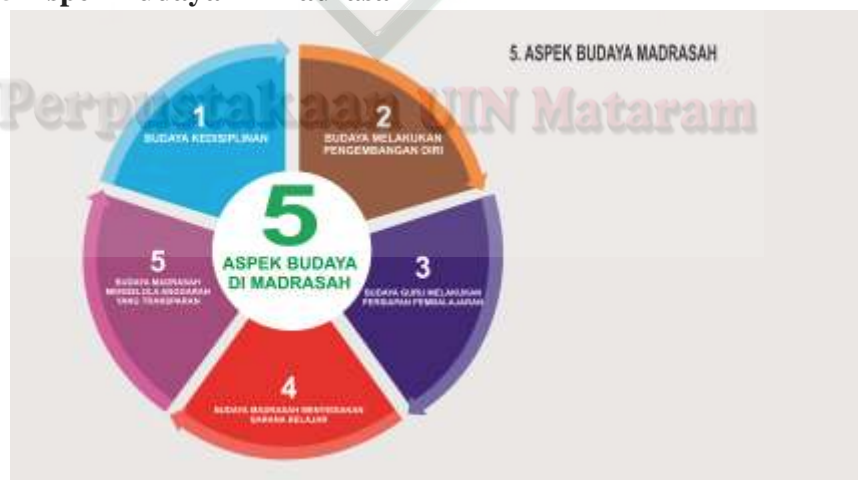 5. ASPEK BUDAYA MADRASAH
Perpustakaan UIN Mataram
1
BUDAYA KEDISIPLINAN
2
BUDAYA MELAKUKAN
PENGEMBANGAN DIRI
5
ASPEK BUDAYA
DI MADRASAH
3
BUDAYA GURU MELAKUKAN
PERSIAPAN PEMBALAJARAN
4
BUDAYA MADRASAH MENYEDIAKAN
SARANA BELAJAR
5
BUDAYA MADRASAH
MENGELOLA ANGGARAN
YANG TRANSPARAN